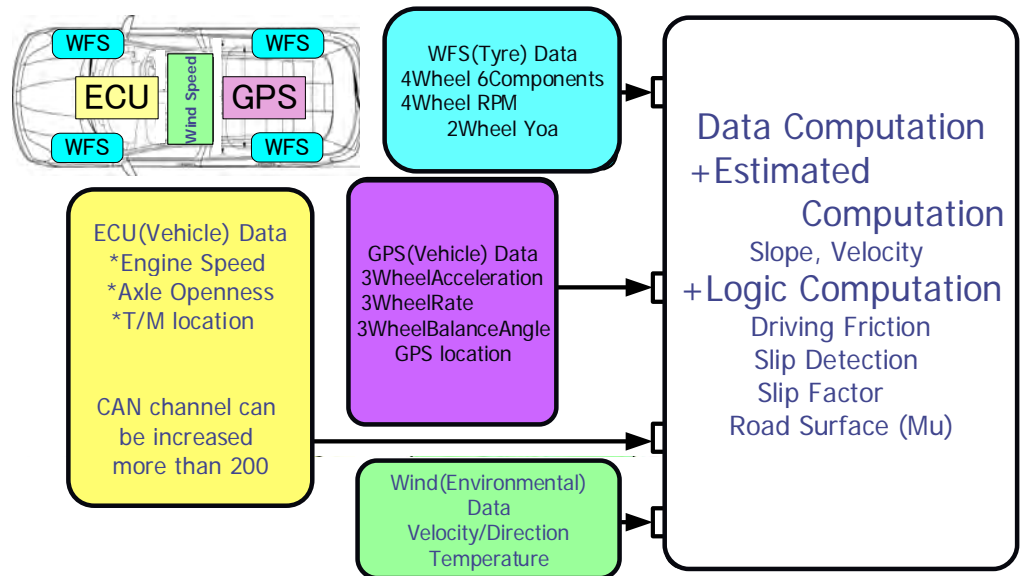 WFS
WFS
ECU
Wind Speed
GPS
WFS
WFS
WFS(Tyre) Data
4Wheel 6Components
4Wheel RPM
2Wheel Yoa
ECU(Vehicle) Data
*Engine Speed
*Axle Openness
*T/M location
CAN channel can
be increased
more than 200
GPS(Vehicle) Data
3WheelAcceleration
3WheelRate
3WheelBalanceAngle
GPS location
Wind(Environmental)
Data
Velocity/Direction
Temperature
Data Computation
+Estimated
Computation
Slope, Velocity
+Logic Computation
Driving Friction
Slip Detection
Slip Factor
Road Surface (Mu)